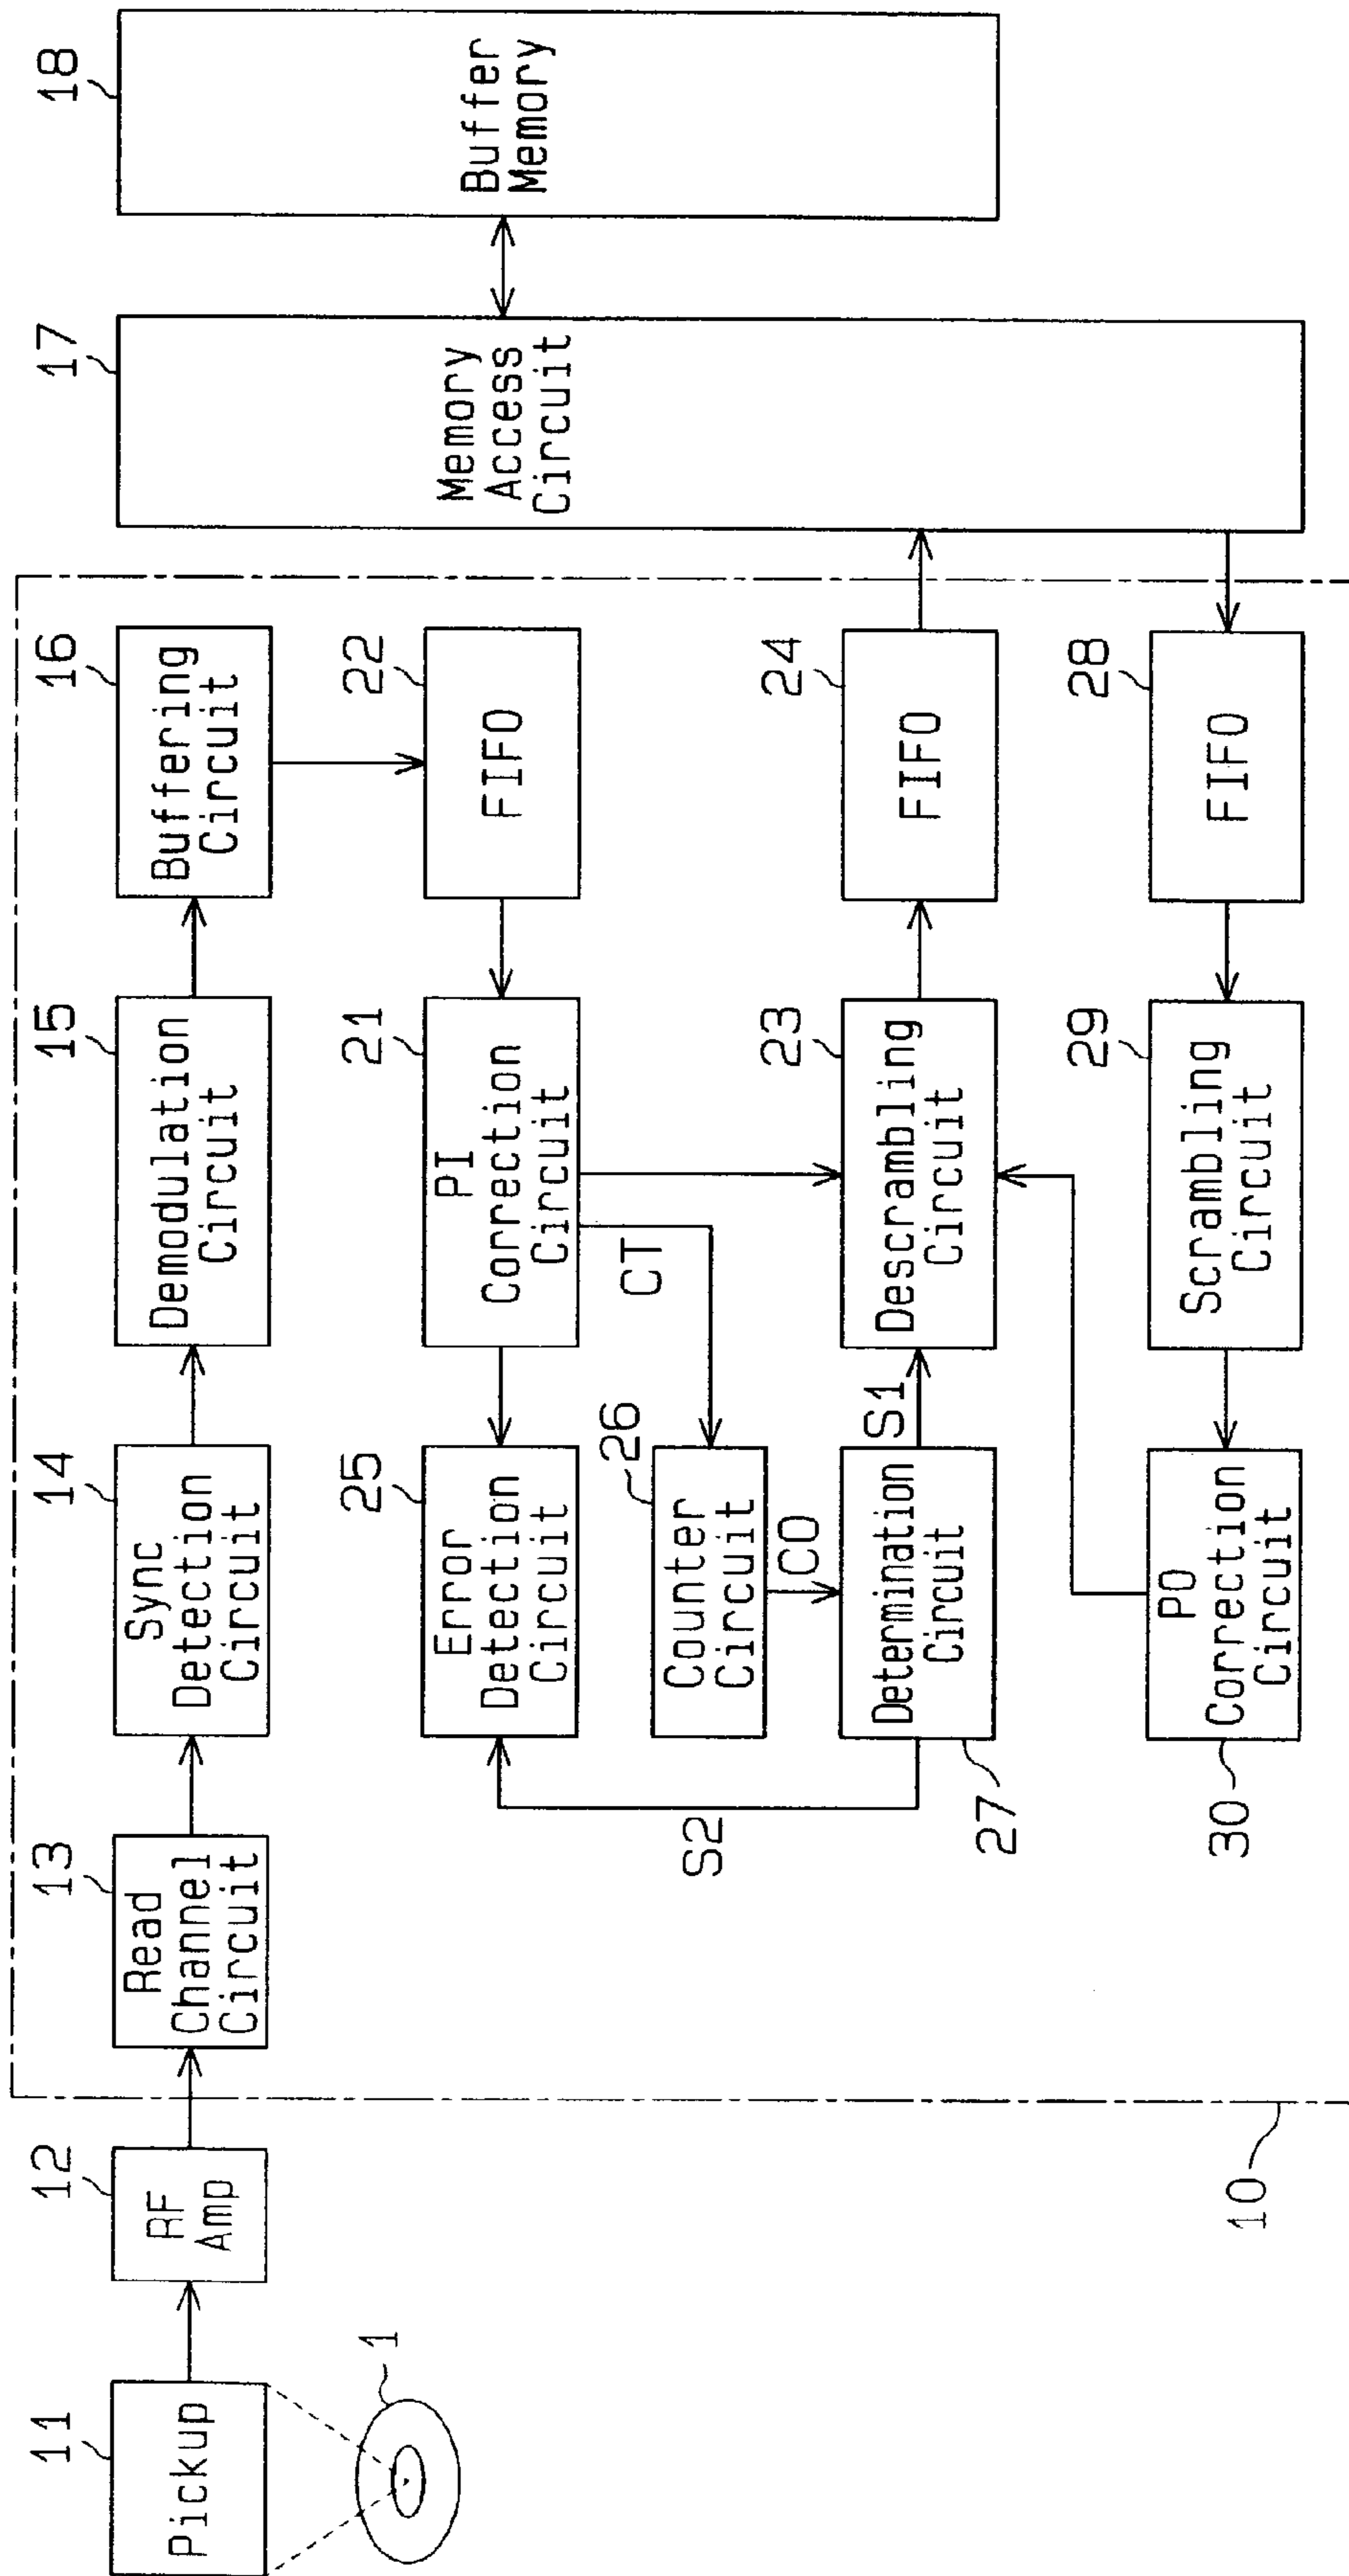 11
Pickup
1
12
RF
Amp
10
13
Read
Channel
Circuit
14
Sync
Detection
Circuit
15
Demodulation
Circuit
16
Buffering
Circuit
25
Error
Detection
Circuit
21
PI
Correction
Circuit
22
FIFO
CT
26
Counter
Circuit
CO
S2
27
Determination
Circuit
S1
23
Descrambling
Circuit
24
FIFO
30
PO
Correction
Circuit
29
Scrambling
Circuit
28
FIFO
17
Memory
Access
Circuit
18
Buffer
Memory